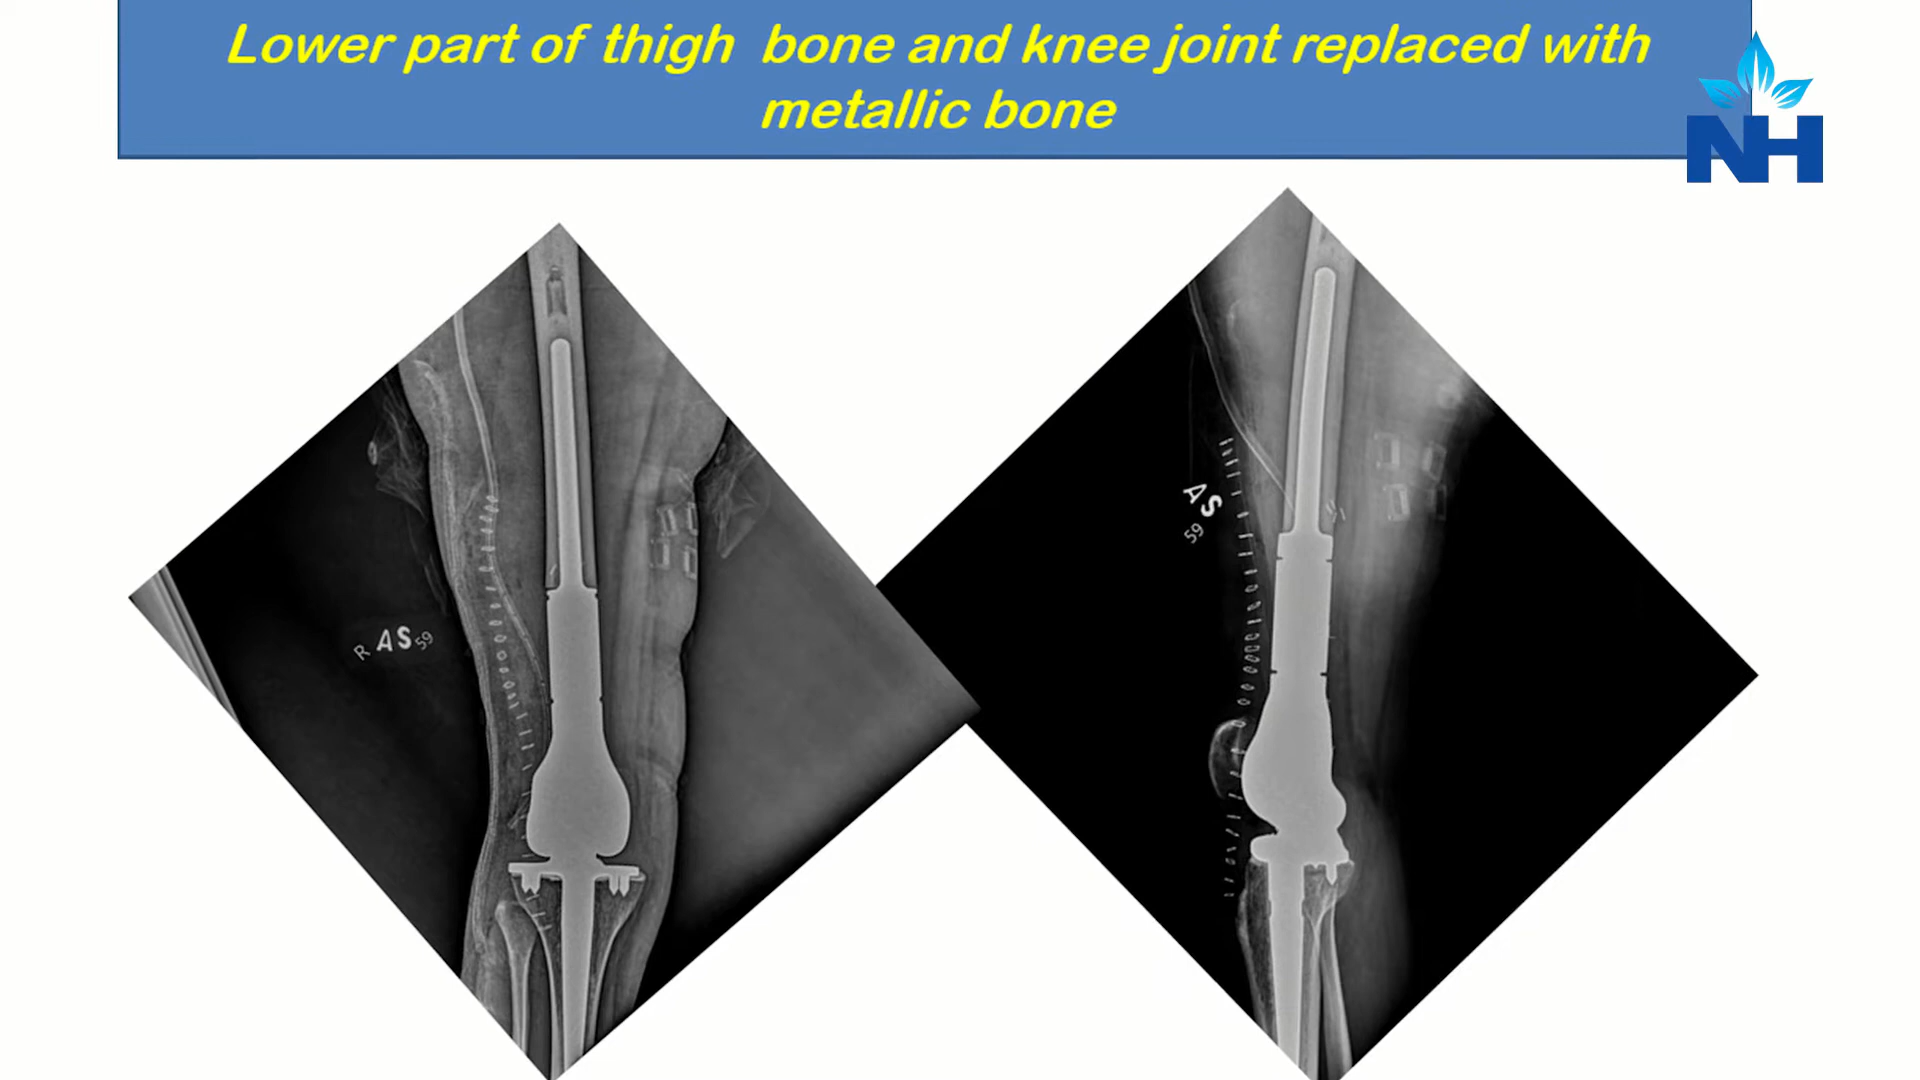 Lower part of thigh bone and knee joint replaced with
metallic bone
NH
R AS 59
AS
59